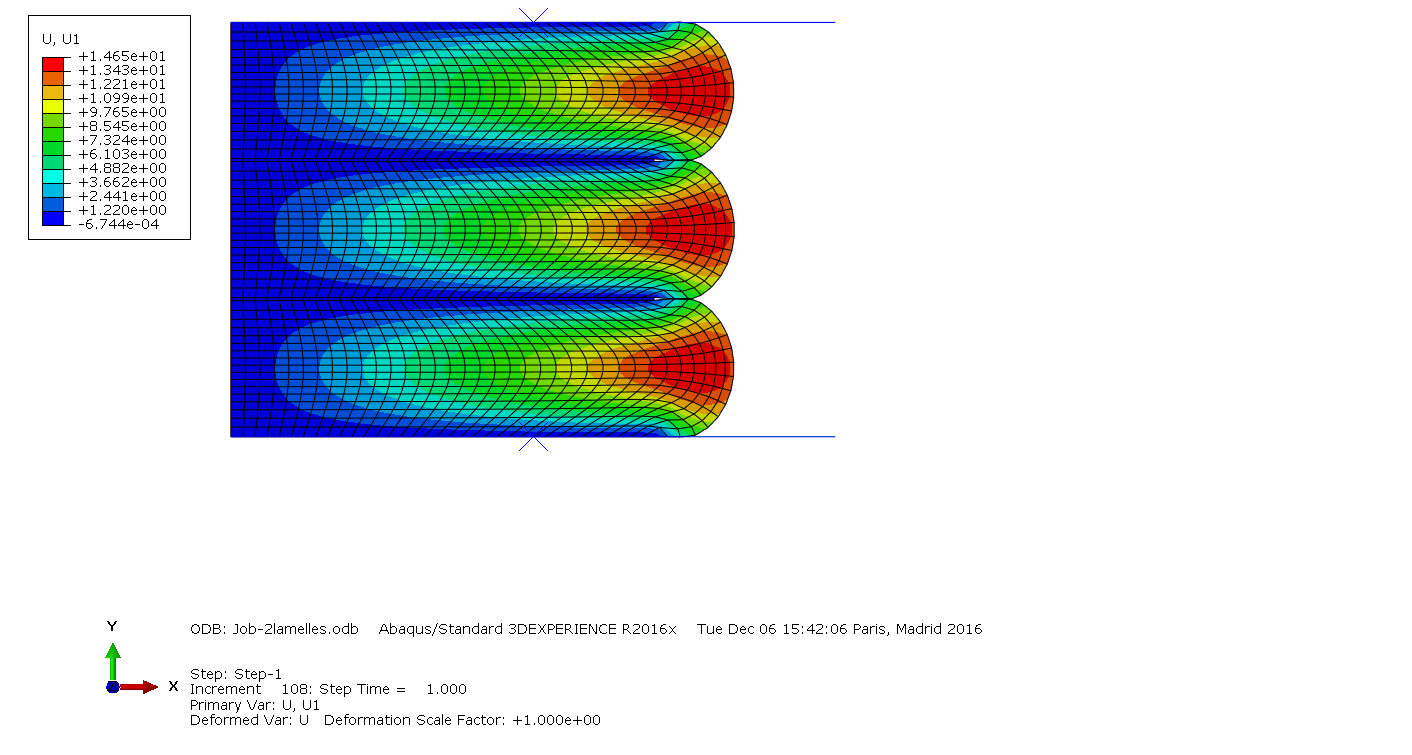 U, U1
+1.465e+01
+1.343e+01
+1.221e+01
+1.099e+01
+9.765e+00
+8.545e+00
+7.324e+00
+6.103e+00
+4.882e+00
+3.662e+00
+2.441e+00
+1.220e+00
-6.744e-04
Y
X
ODB: Job-2lamelles.odb Abaqus/Standard 3DEXPERIENCE R2016x Tue Dec 06 15:42:06 Paris, Madrid 2016
Step: Step-1
Increment 108: Step Time = 1.000
Primary Var: U, U1
Deformed Var: U Deformation Scale Factor: +1.000e+00